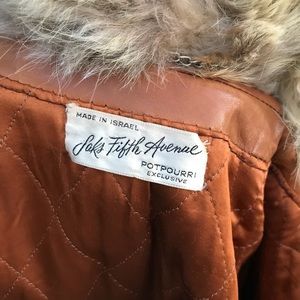 MADE IN ISRAEL
Saks Fifth Avenue
POTPOURRI
EXCLUSIVE